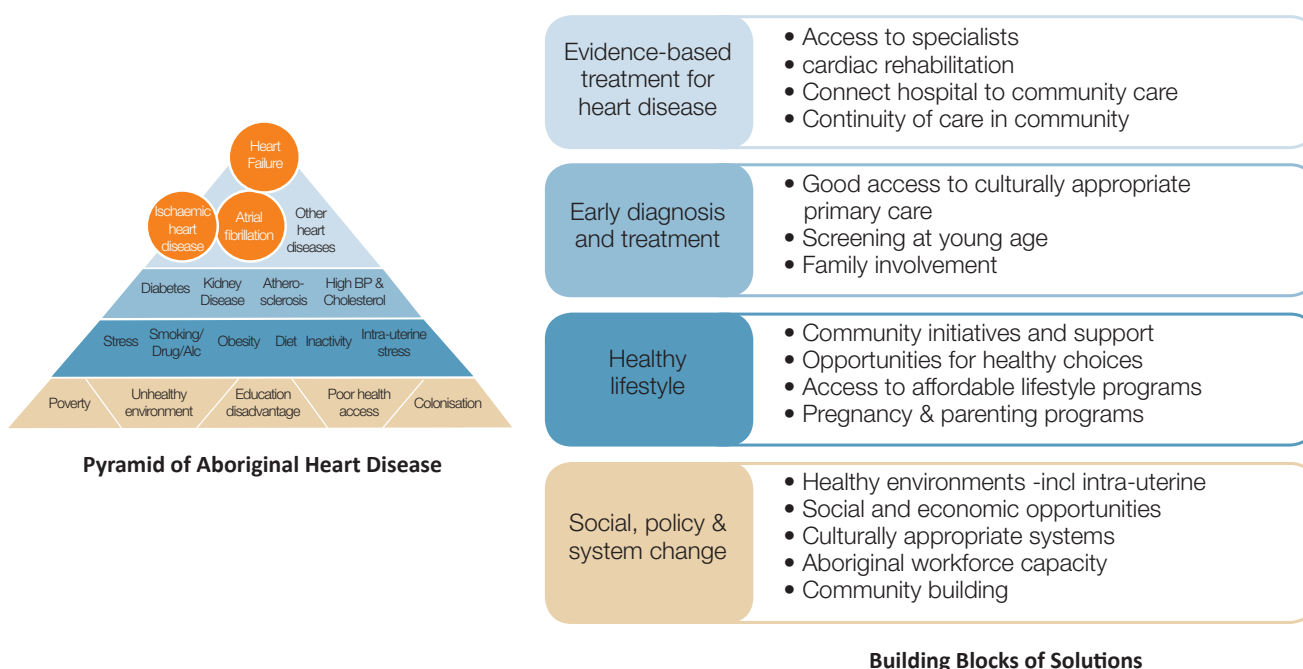 Heart
Failure
Ischaemic
heart
disease
Atrial
fibrillation
Other
heart
diseases
Diabetes
Kidney
Disease
Athero-
sclerosis
High BP &
Cholesterol
Stress
Smoking/
Drug/Alc
Obesity
Diet
Inactivity
Intra-uterine
stress
Poverty
Unhealthy
environment
Education
disadvantage
Poor health
access
Colonisation
Pyramid of Aboriginal Heart Disease
Evidence-based
treatment for
heart disease
• Access to specialists
• cardiac rehabilitation
• Connect hospital to community care
• Continuity of care in community
Early diagnosis
and treatment
• Good access to culturally appropriate
primary care
• Screening at young age
• Family involvement
Healthy
lifestyle
• Community initiatives and support
• Opportunities for healthy choices
• Access to affordable lifestyle programs
• Pregnancy & parenting programs
Social, policy &
system change
• Healthy environments -incl intra-uterine
• Social and economic opportunities
• Culturally appropriate systems
• Aboriginal workforce capacity
• Community building
Building Blocks of Solutions